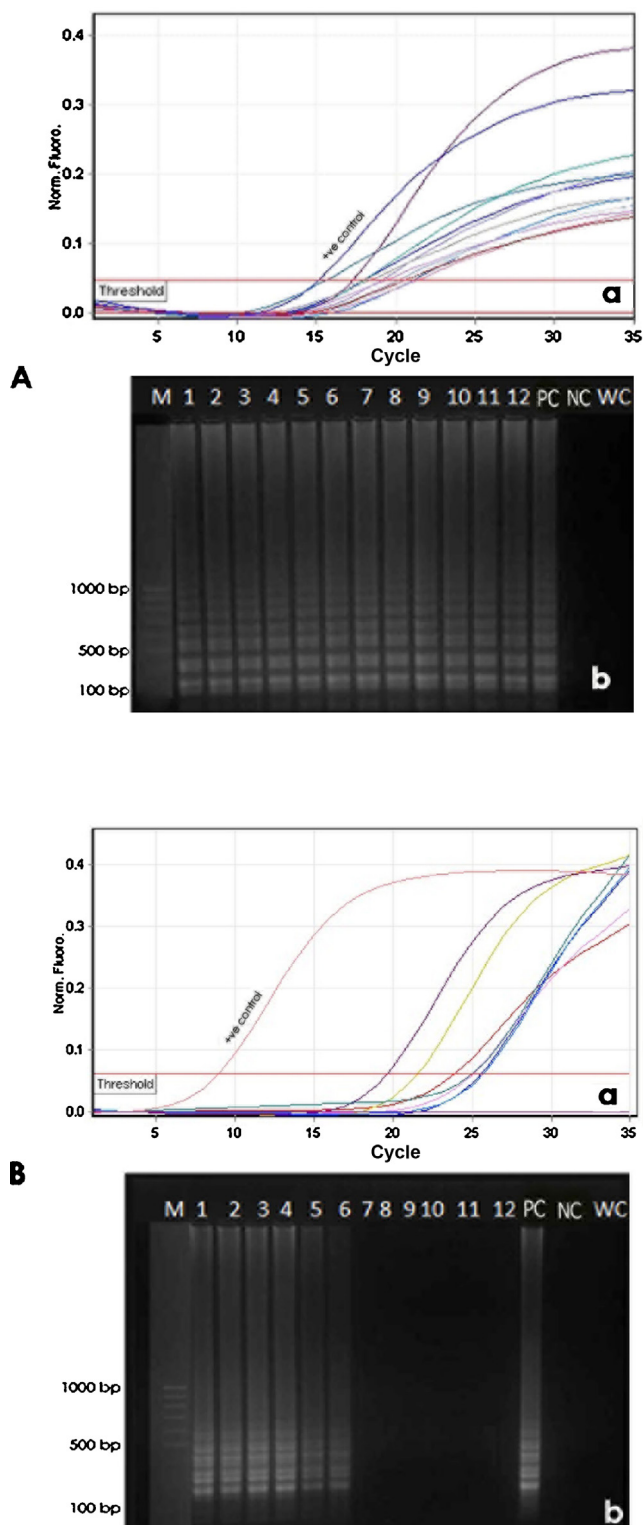 0.4
0.3
0.2
0.1
0.0
Norm. Fluoro.
+ve control
Threshold
a
5 10 15 20 25 30 35
Cycle
A
M 1 2 3 4 5 6 7 8 9 10 11 12 PC NC WC
1000 bp
500 bp
100 bp
b
0.4
0.3
0.2
0.1
0.0
Norm. Fluoro.
+ve control
Threshold
a
5 10 15 20 25 30 35
Cycle
B
M 1 2 3 4 5 6 7 8 9 10 11 12 PC NC WC
1000 bp
500 bp
100 bp
b